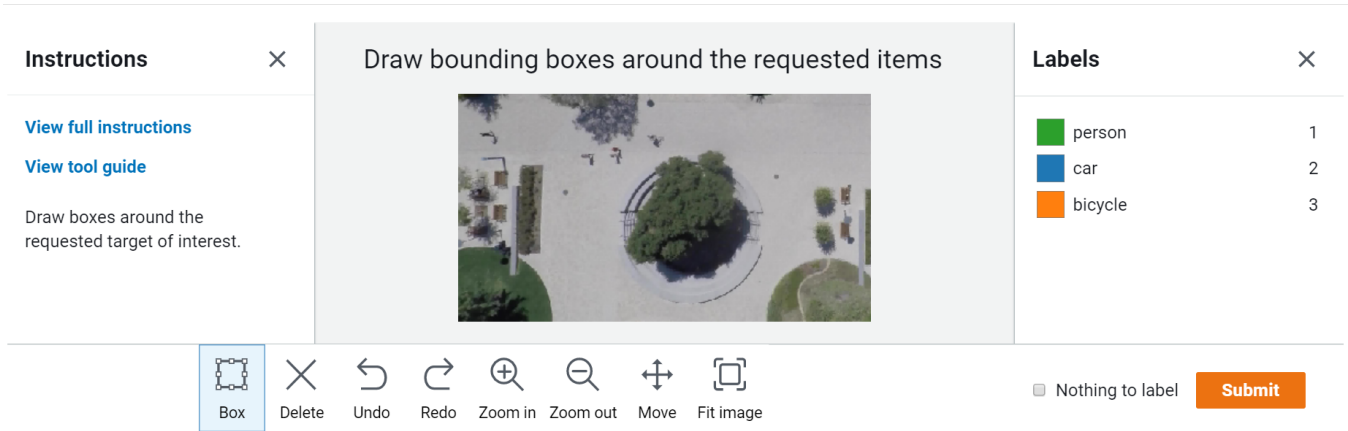 Instructions
Draw bounding boxes around the requested items
Labels
View full instructions
View tool guide
Draw boxes around the
requested target of interest.
person 1
car 2
bicycle 3
Box Delete Undo Redo Zoom in Zoom out Move Fit image
Nothing to label Submit